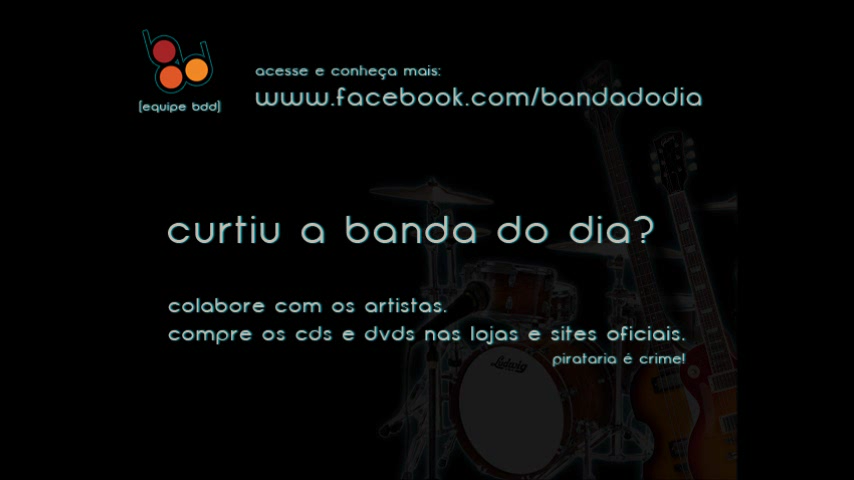 acesse e conheça mais:
www.facebook.com/bandadodia
[equipe bdd]
curtiu a banda do dia?
colabore com os artistas.
compre os cds e dvds nas lojas e sites oficiais.
pirataria é crime!
Ludwig